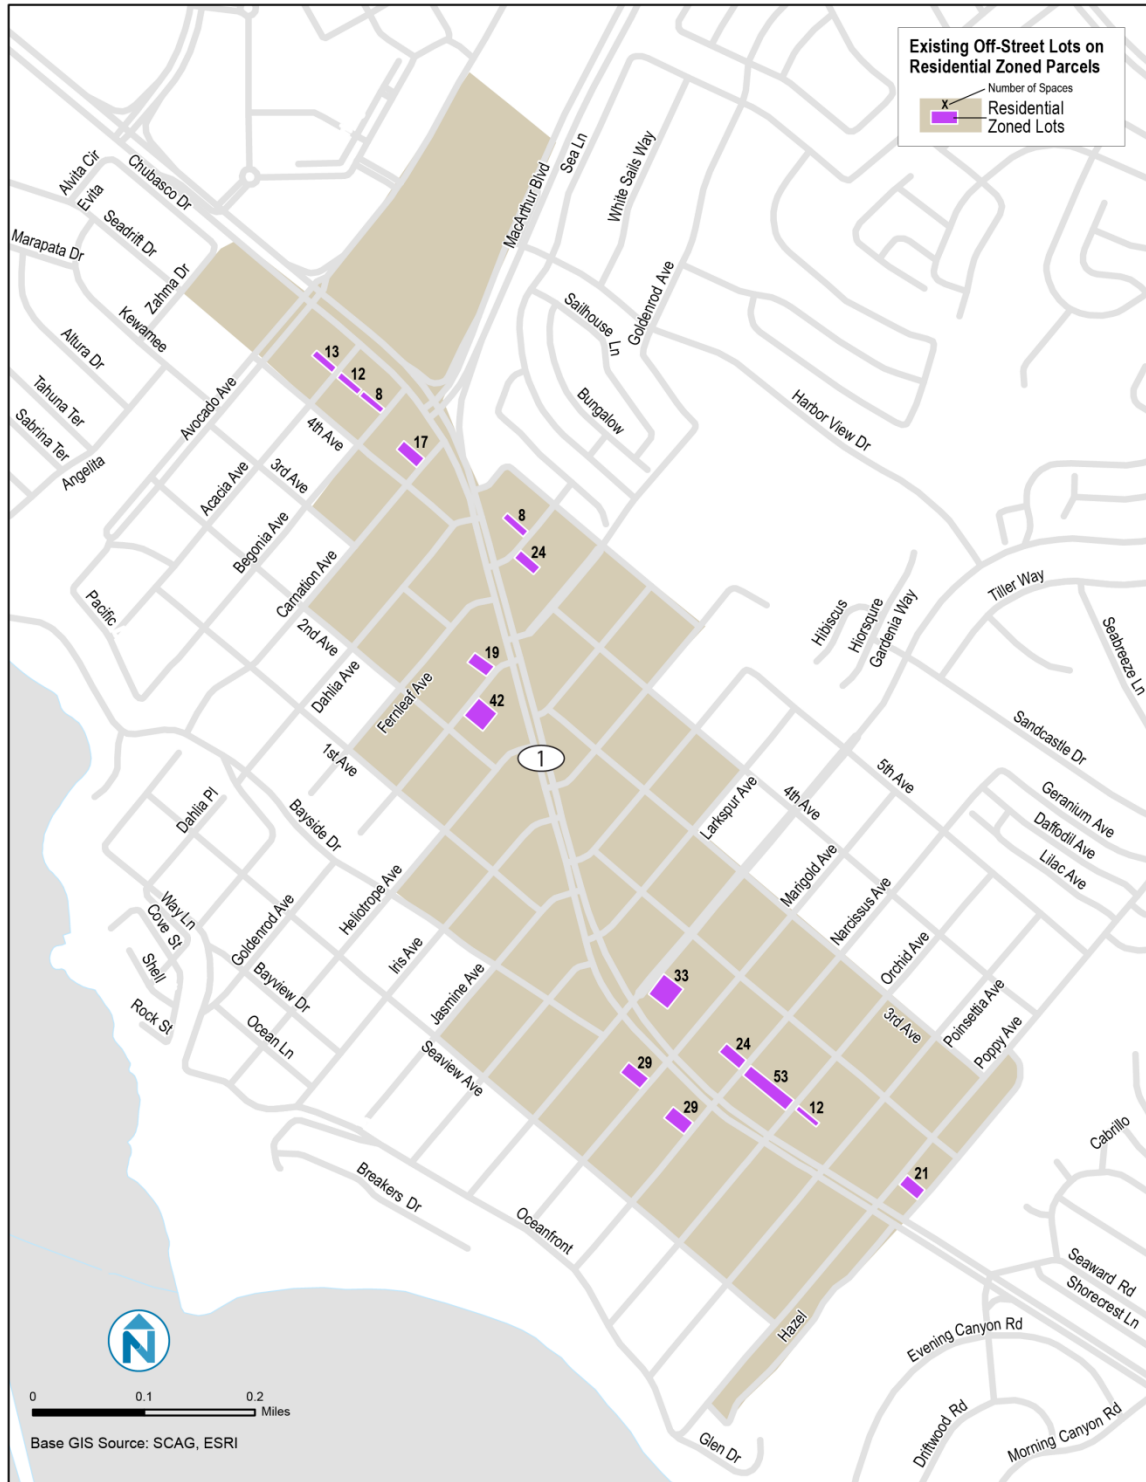 Existing Off-Street Lots on
Residential Zoned Parcels
Number of Spaces
X
Residential
Zoned Lots
MacArthur Blvd
Sea Ln
White Sails Way
Alvita Cir
Evita
Chubasco Dr
Seadrift Dr
Marapata Dr
Zahma Dr
Kewamee
Goldenrod Ave
Sailhouse Ln
Altura Dr
13
12
8
Avocado Ave
Bungalow
Harbor View Dr
Tahuna Ter
Sabrina Ter
Angelita
4th Ave
17
3rd Ave
Acacia Ave
Begonia Ave
8
24
Carnation Ave
Pacific
2nd Ave
Dahlia Ave
Hibiscus
Hiorsqure
Gardenia Way
Tiller Way
Seabreeze Ln
19
Fernleaf Ave
42
1st Ave
1
Sandcastle Dr
5th Ave
4th Ave
Larkspur Ave
Geranium Ave
Daffodil Ave
Lilac Ave
Dahlia Pl
Bayside Dr
Marigold Ave
Narcissus Ave
Orchid Ave
Way Ln
Cove St
Shell
Rock St
Goldenrod Ave
Heliotrope Ave
Iris Ave
Bayview Dr
Ocean Ln
Jasmine Ave
Seaview Ave
33
3rd Ave
Poinsettia Ave
Poppy Ave
24
53
12
29
29
21
Breakers Dr
Oceanfront
Cabrillo
Seaward Rd
Shorecrest Ln
Hazel
Evening Canyon Rd
Driftwood Rd
Morning Canyon Rd
Glen Dr
N
0 0.1 0.2
Miles
Base GIS Source: SCAG, ESRI